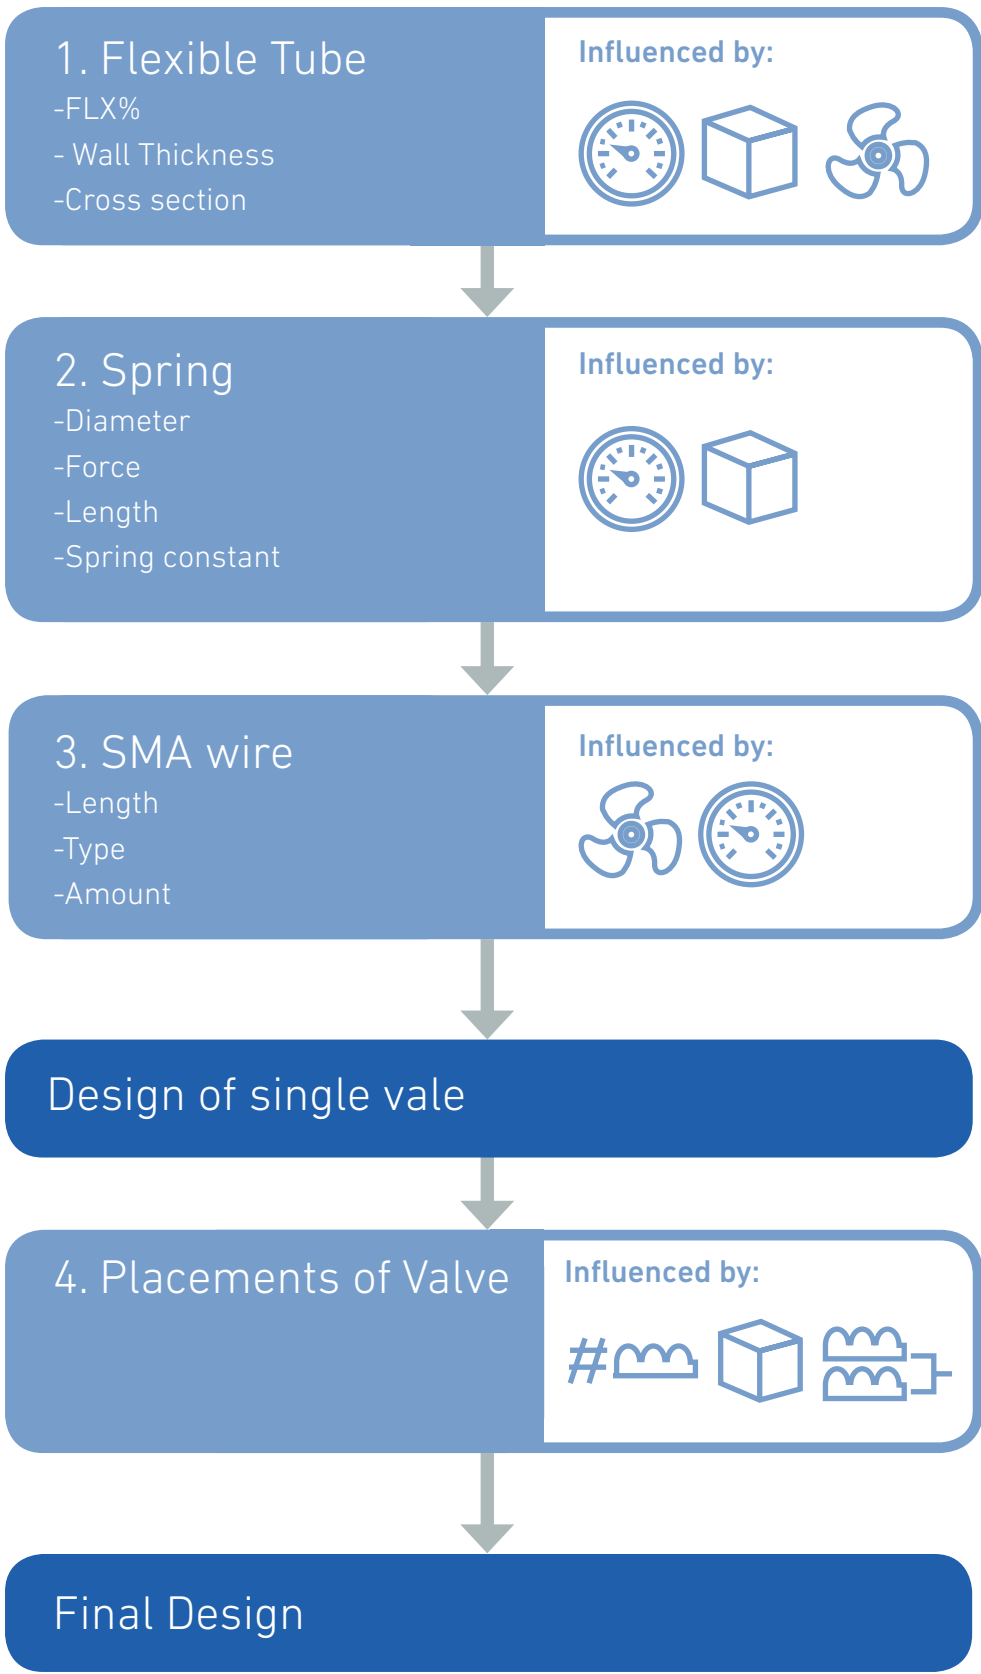 1. Flexible Tube
-FLX%
- Wall Thickness
-Cross section
Influenced by:
2. Spring
-Diameter
-Force
-Length
-Spring constant
Influenced by:
3. SMA wire
-Length
-Type
-Amount
Influenced by:
Design of single vale
4. Placements of Valve
Influenced by:
#
Final Design